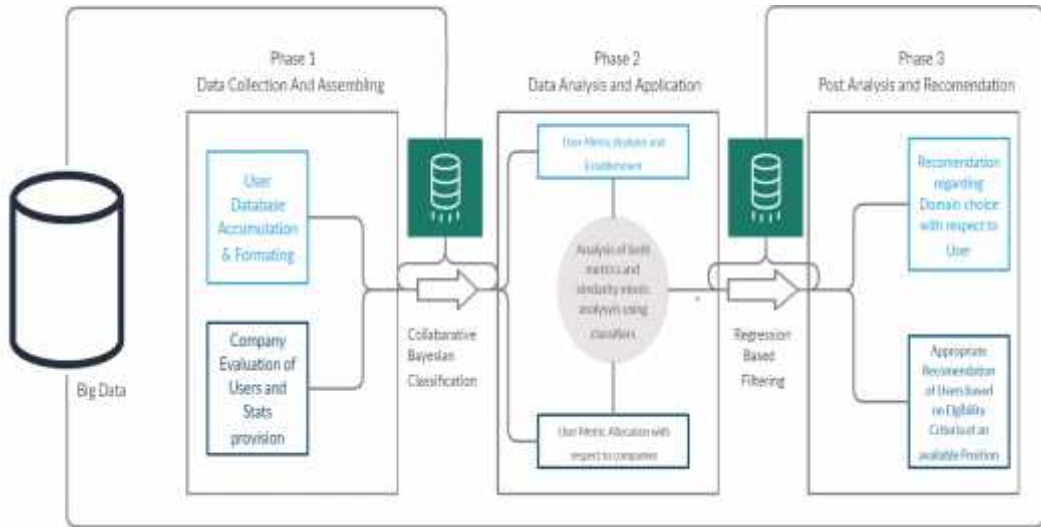 Phase 1
Data Collection And Assembling
User
Database
Accumulation
& Formating
Company
Evaluation of
Users and
Stats
provision
Big Data
Collabarative
Bayesian
Classification
Phase 2
Data Analysis and Application
User Metric Analysis and
Establishment
Analysis of both
metrics and
similarity
analysis using
classifiers
User Metric Allocation with
respect to companies
Regression
Based
Filtering
Phase 3
Post Analysis and Recomendation
Recomendation
regarding
Domain choice
with respect to
User
Appropriate
Recomendation
of Users based
on Eligibility
Criteria of an
available Position